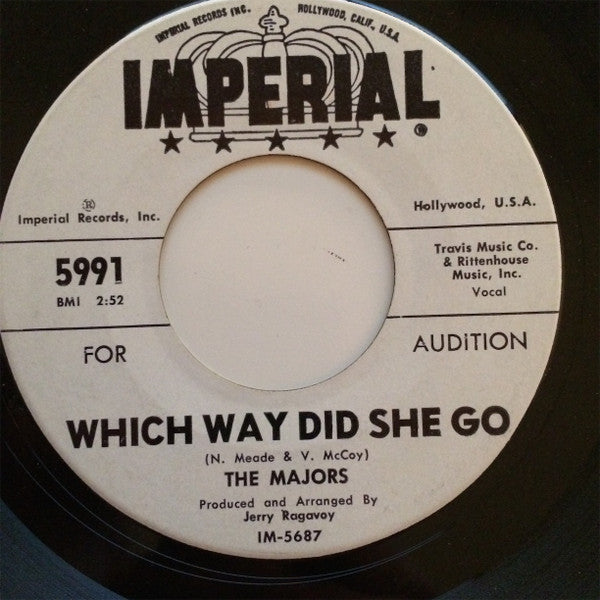 IMPERIAL RECORDS INC. HOLLYWOOD, CALIF., U.S.A.
IMPERIAL
®
Imperial Records, Inc.
Hollywood, U.S.A.
5991
BMI 2:52
Travis Music Co.
& Rittenhouse
Music, Inc.
Vocal
FOR AUDiTION
WHICH WAY DID SHE GO
(N. Meade & V. McCoy)
THE MAJORS
Produced and Arranged By
Jerry Ragavoy
IM-5687